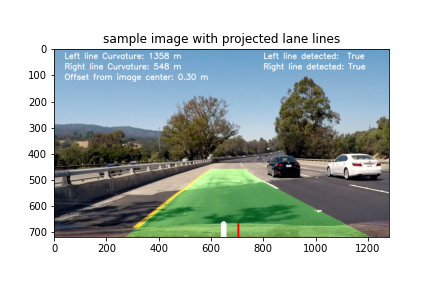 sample image with projected lane lines
Left line Curvature: 1358 m
Right line Curvature: 548 m
Offset from image center: 0.30 m
Left line detected: True
Right line detected: True
0
100
200
300
400
500
600
700
0 200 400 600 800 1000 1200